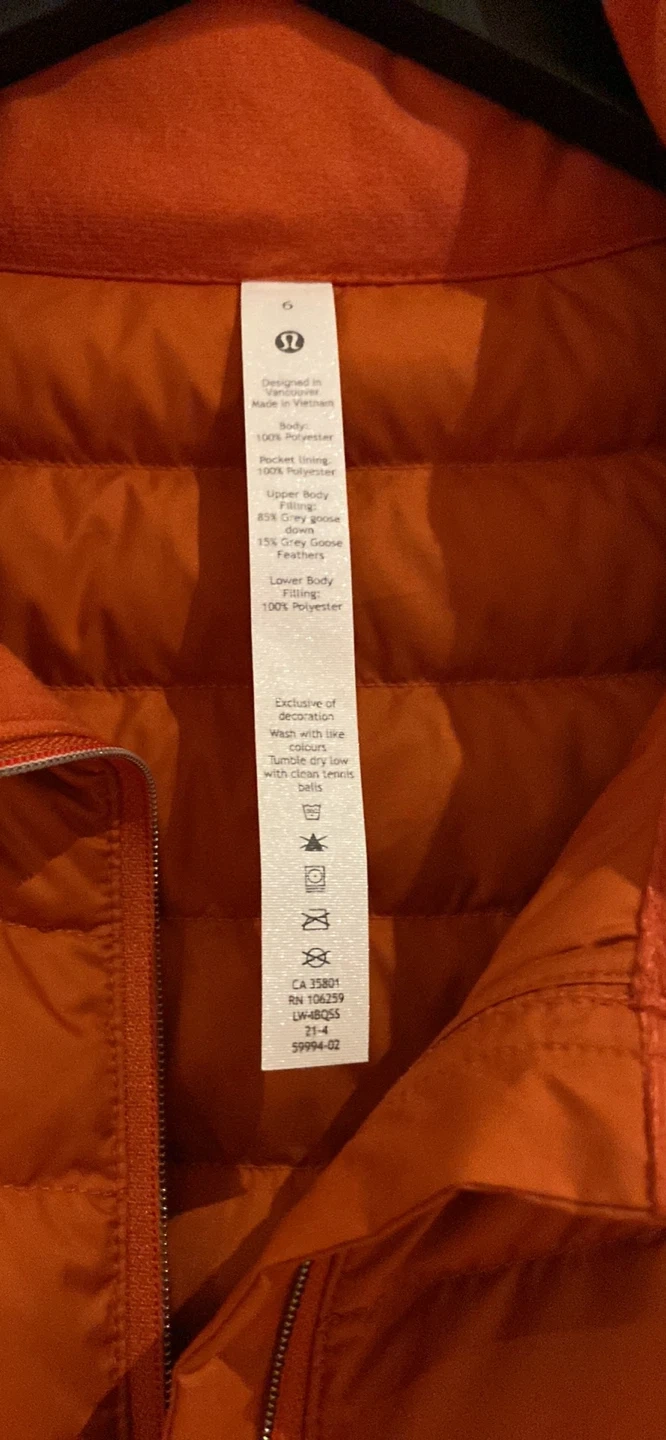 6
Designed in
Vancouver
Made in Vietnam
Body:
100% Polyester
Pocket lining:
100% Polyester
Upper Body
Filling:
85% Grey goose
down
15% Grey Goose
Feathers
Lower Body
Filling:
100% Polyester
Exclusive of
decoration
Wash with like
colours
Tumble dry low
with clean tennis
balls
CA 35801
RN 106259
LW4BQSS
21-4
59994-02